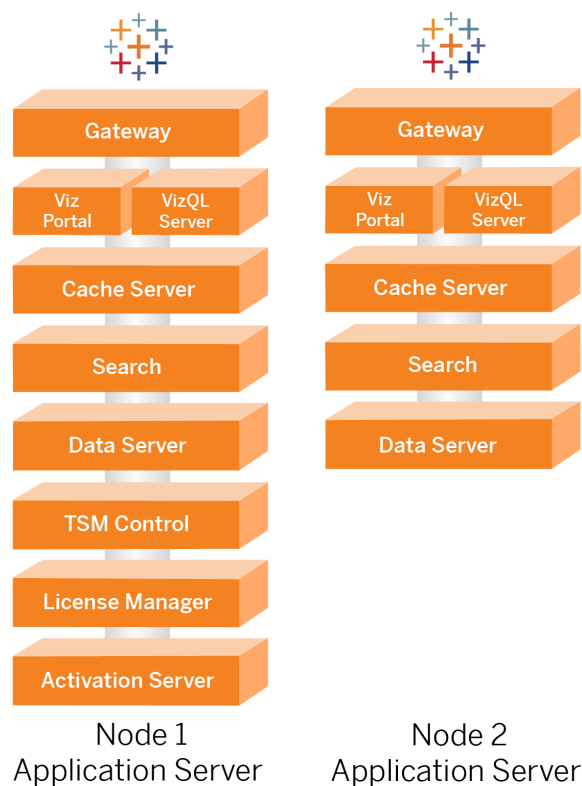 Gateway
Viz
Portal
VizQL
Server
Cache Server
Search
Data Server
TSM Control
License Manager
Activation Server
Node 1
Application Server
Gateway
Viz
Portal
VizQL
Server
Cache Server
Search
Data Server
Node 2
Application Server